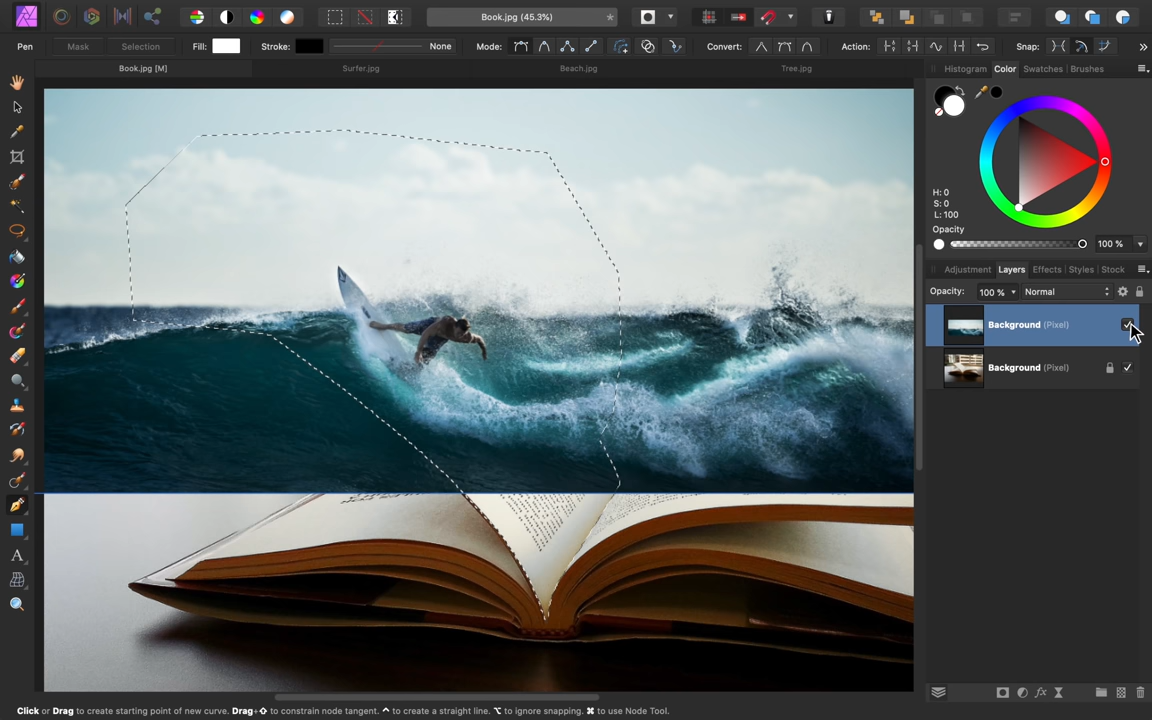 Book.jpg (45.3%)
Pen
Mask
Selection
Fill:
Stroke:
None
Mode:
Convert:
Action:
Snap:
Book.jpg [M]
Surfer.jpg
Beach.jpg
Tree.jpg
Histogram
Color
Swatches
Brushes
H: 0
S: 0
L: 100
Opacity
100 %
Adjustment
Layers
Effects
Styles
Stock
Opacity:
100 %
Normal
Background (Pixel)
Background (Pixel)
Click or Drag to create starting point of new curve. Drag+⇧ to constrain node tangent. ⌃ to create a straight line. ⌥ to ignore snapping. ⌘ to use Node Tool.